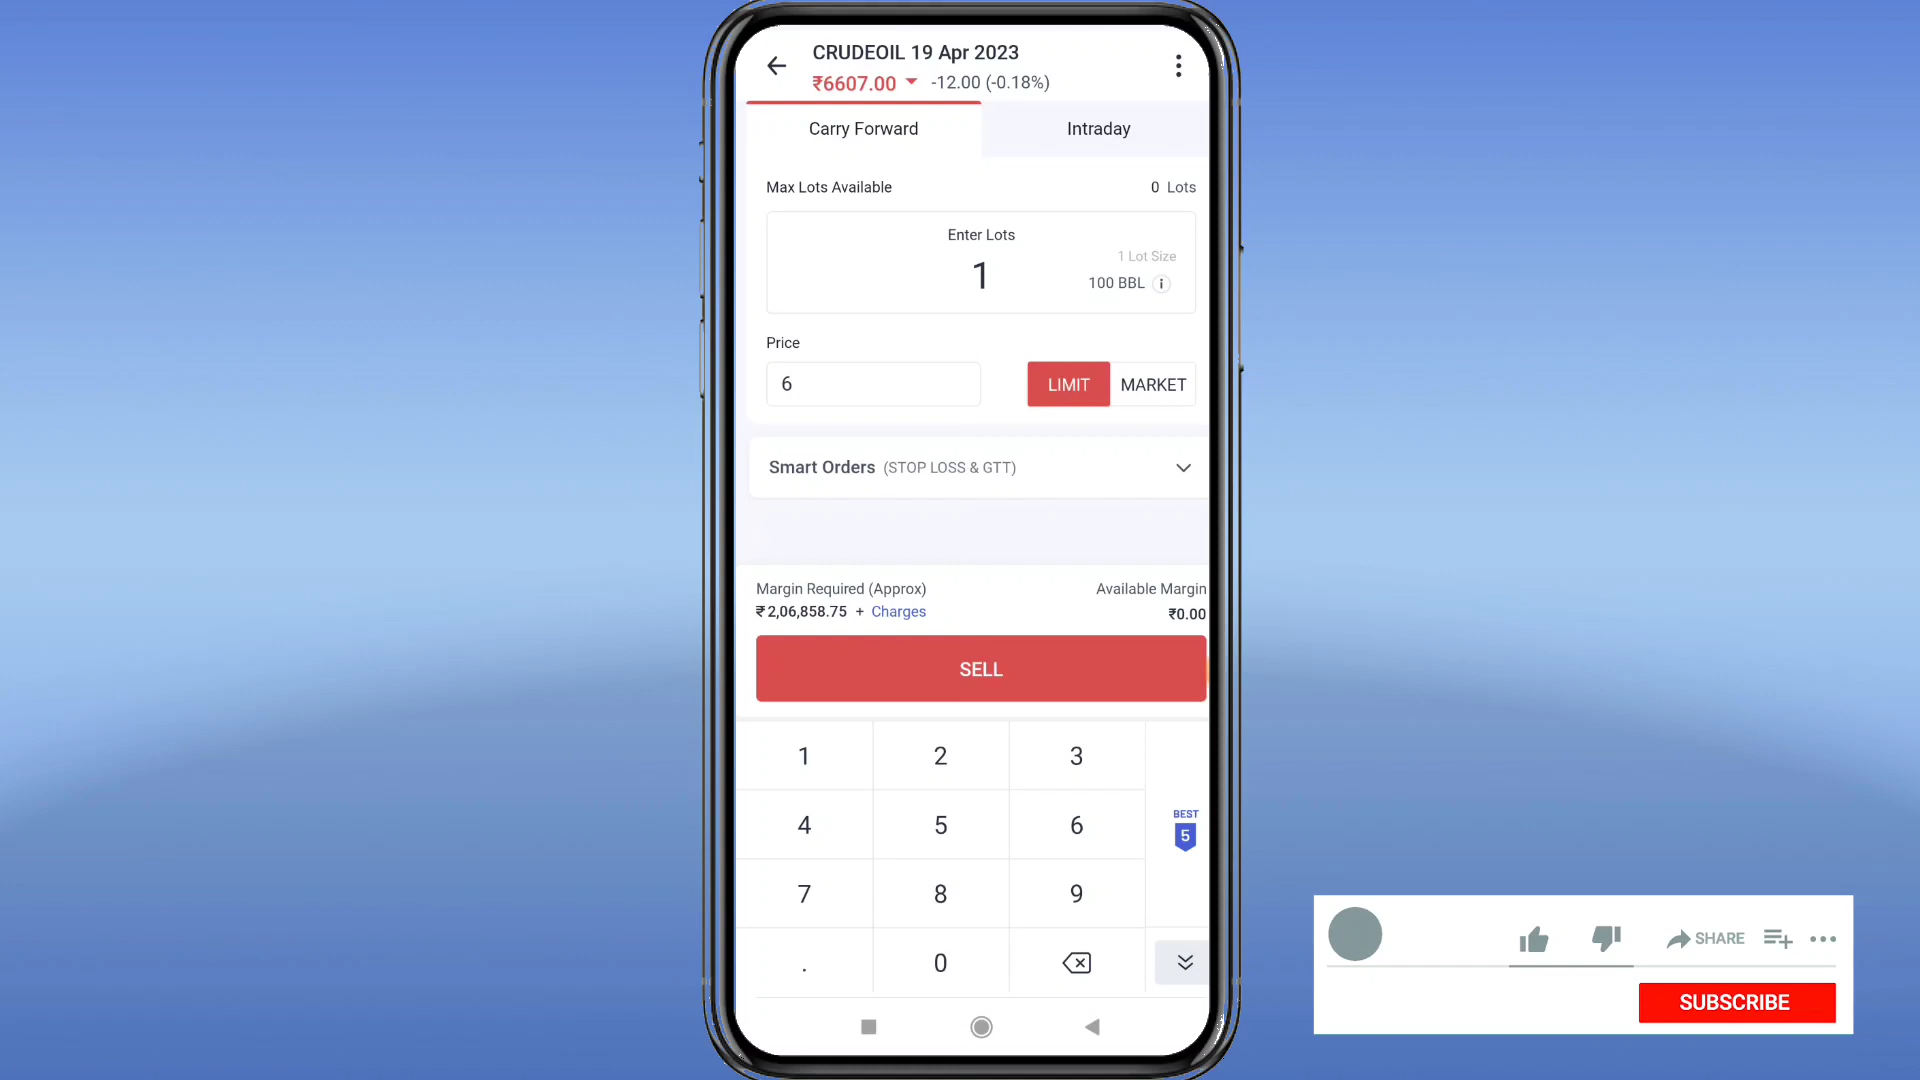 CRUDEOIL 19 Apr 2023
₹6607.00 -12.00 (-0.18%)
Carry Forward Intraday
Max Lots Available 0 Lots
Enter Lots
1 Lot Size
1
100 BBL
Price
6 LIMIT MARKET
Smart Orders (STOP LOSS & GTT)
Margin Required (Approx) Available Margin
₹2,06,858.75 + Charges ₹0.00
SELL
1 2 3
BEST
4 5 6 5
7 8 9
. 0
SHARE
SUBSCRIBE